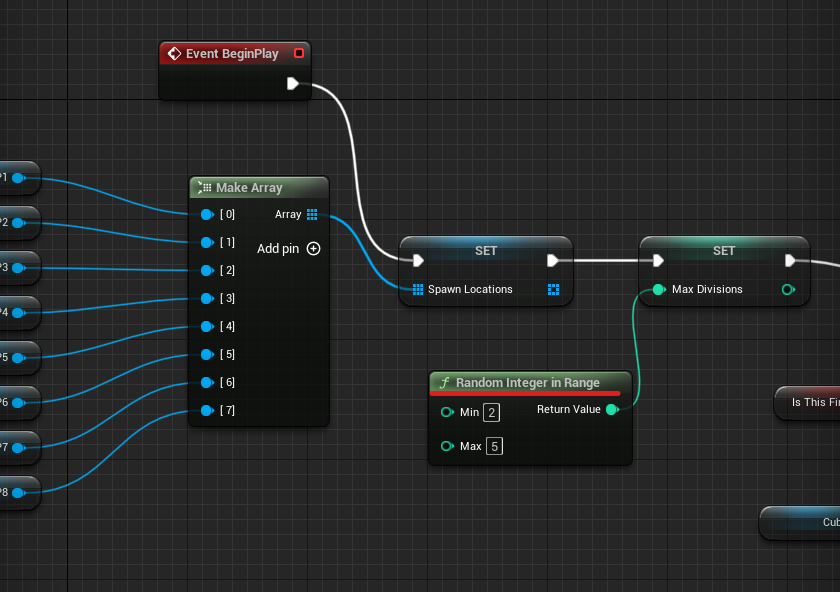 Event BeginPlay
Make Array
P1
[0]
Array
P2
[1]
Add pin
P3
[2]
P4
[3]
P5
[4]
P6
[5]
P7
[6]
P8
[7]
SET
Spawn Locations
SET
Max Divisions
Random Integer in Range
Min 2
Return Value
Max 5
Is This Fi
Cub